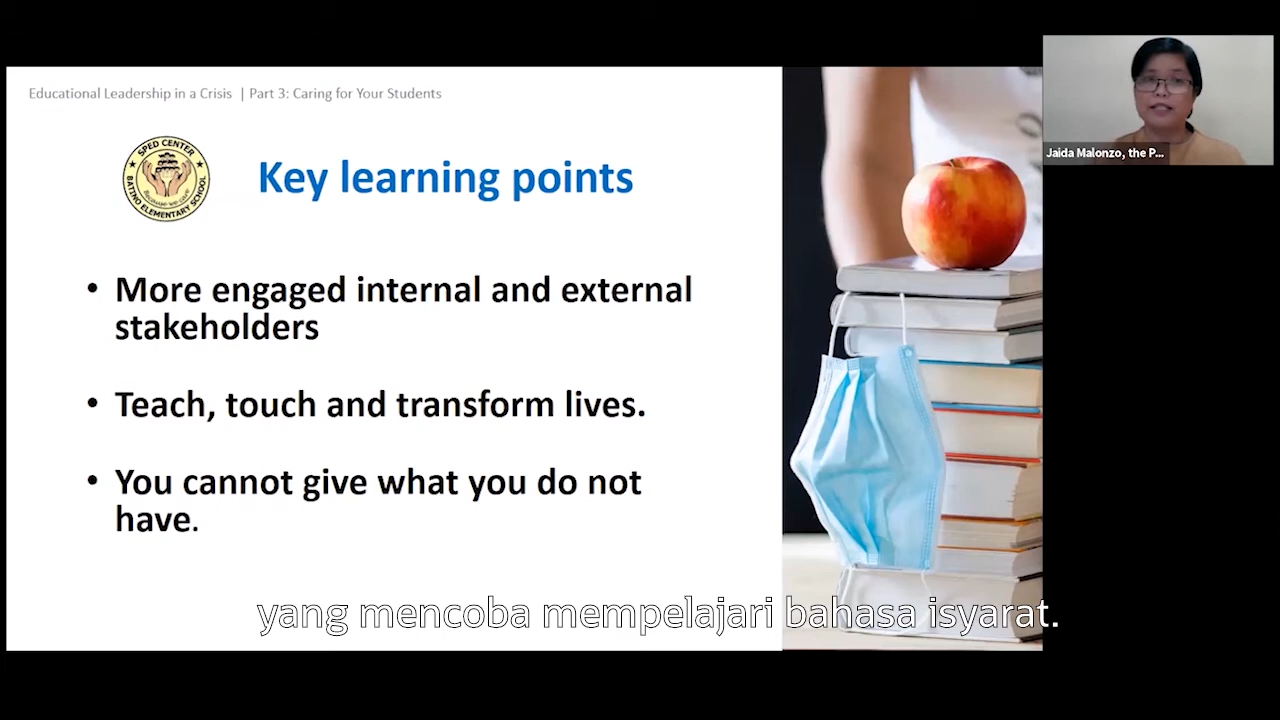 Educational Leadership in a Crisis | Part 3: Caring for Your Students
SPED CENTER
BATINO ELEMENTARY SCHOOL
Key learning points
• More engaged internal and external
stakeholders
• Teach, touch and transform lives.
• You cannot give what you do not
have.
Jaida Malonzo, the P...
yang mencoba mempelajari bahasa isyarat.